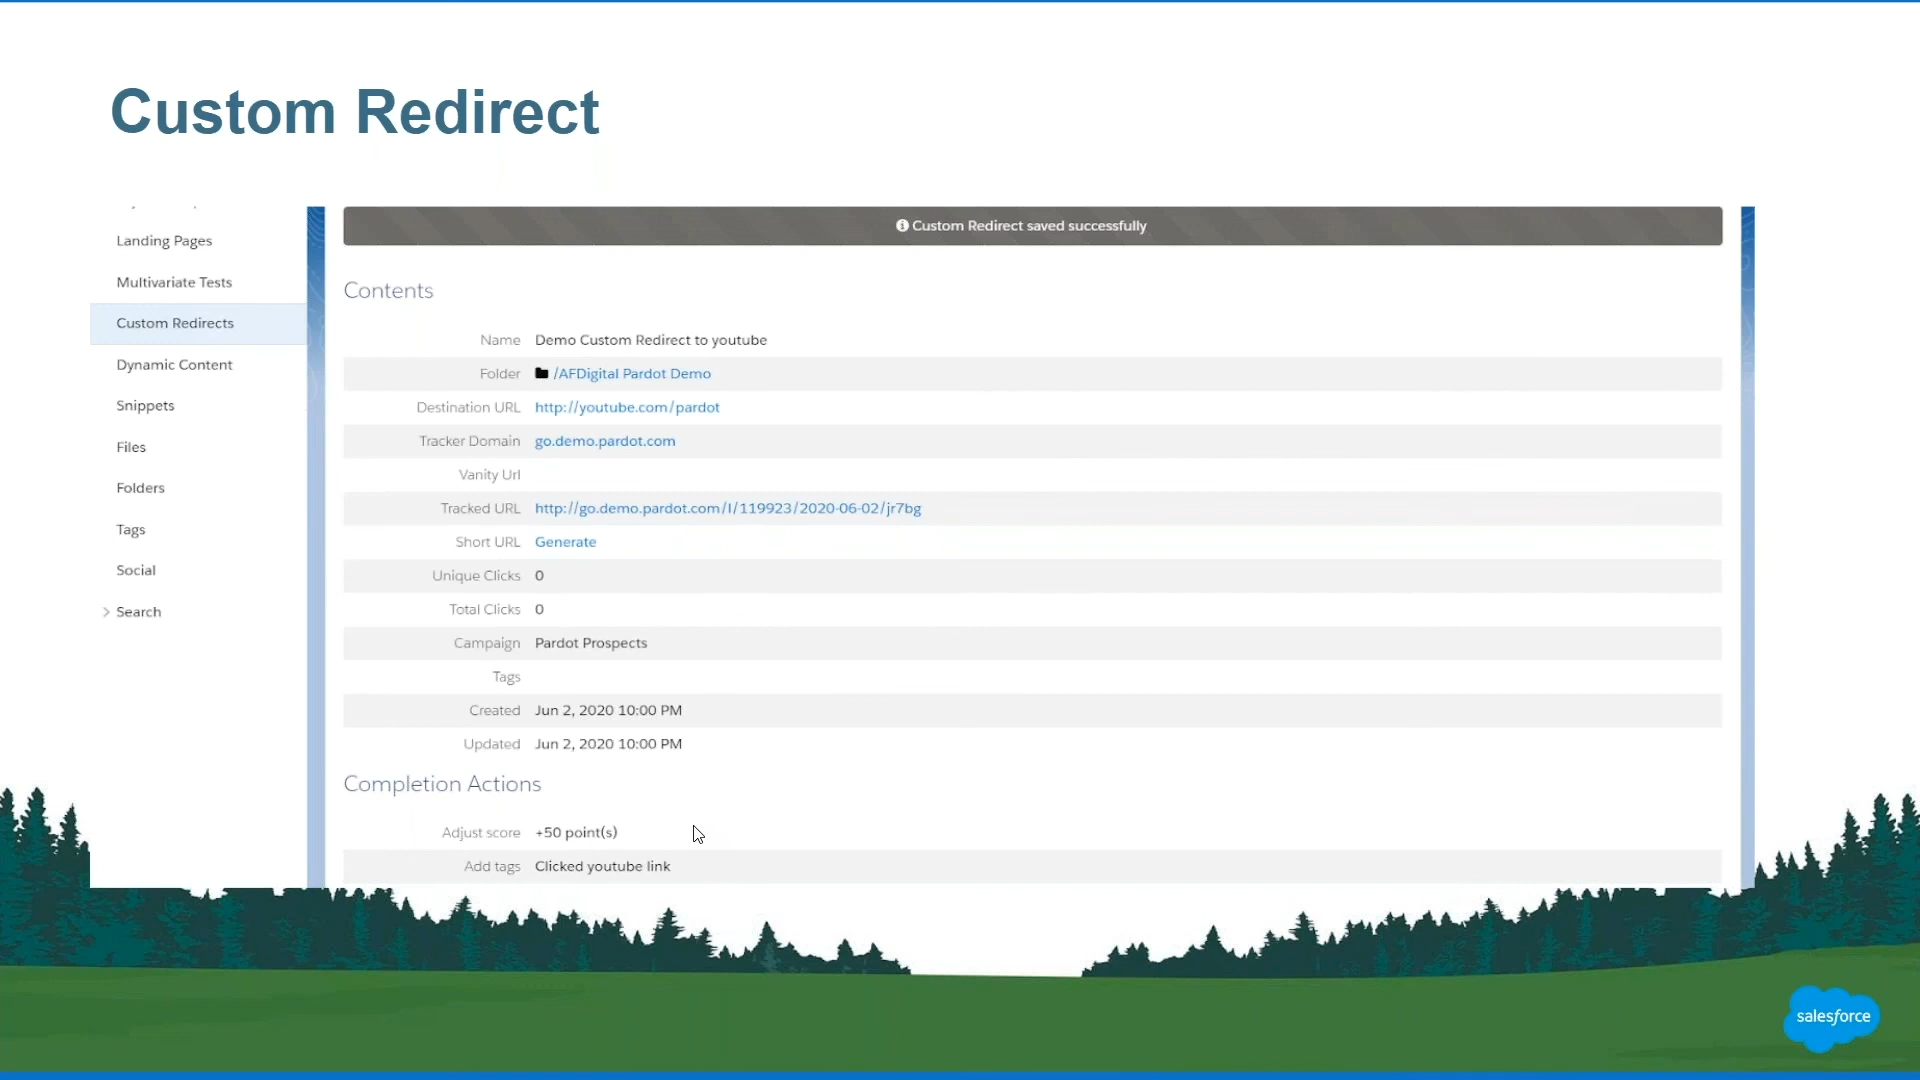 Custom Redirect
Landing Pages
Multivariate Tests
Custom Redirects
Dynamic Content
Snippets
Files
Folders
Tags
Social
Search
Custom Redirect saved successfully
Contents
Name Demo Custom Redirect to youtube
Folder /AFDigital Pardot Demo
Destination URL http://youtube.com/pardot
Tracker Domain go.demo.pardot.com
Vanity Url
Tracked URL http://go.demo.pardot.com/l/119923/2020-06-02/jr7bg
Short URL Generate
Unique Clicks 0
Total Clicks 0
Campaign Pardot Prospects
Tags
Created Jun 2, 2020 10:00 PM
Updated Jun 2, 2020 10:00 PM
Completion Actions
Adjust score +50 point(s)
Add tags Clicked youtube link
salesforce